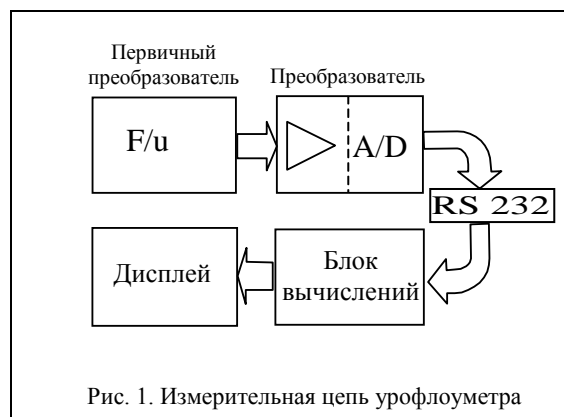 Первичный
преобразователь
Преобразователь
F/u
A/D
RS 232
Дисплей
Блок
вычислений
Рис. 1. Измерительная цепь урофлоуметра